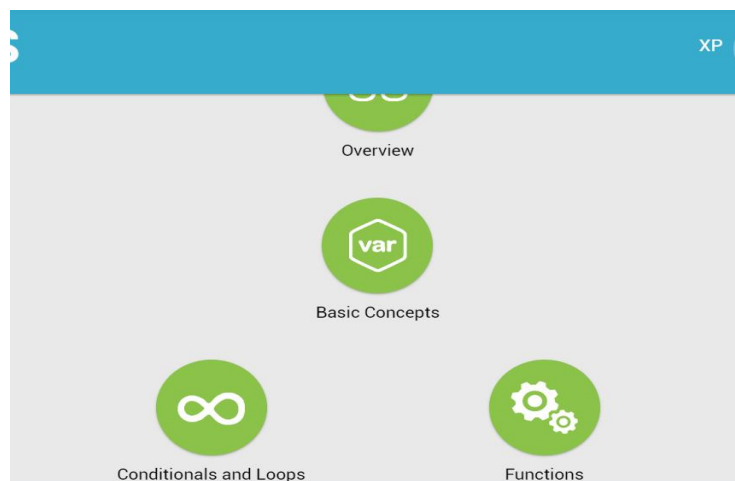 XP
Overview
var
Basic Concepts
Conditionals and Loops
Functions